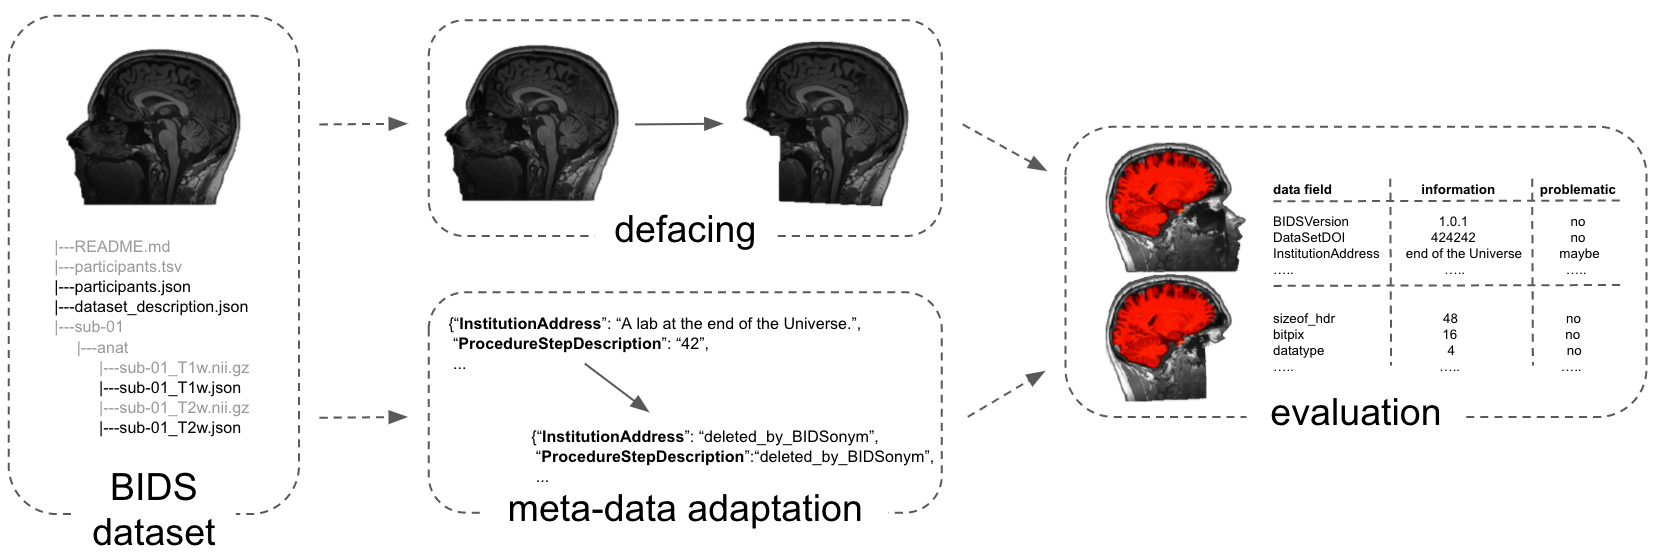 |---README.md
|---participants.tsv
|---participants.json
|---dataset_description.json
|---sub-01
|---anat
|---sub-01_T1w.nii.gz
|---sub-01_T1w.json
|---sub-01_T2w.nii.gz
|---sub-01_T2w.json
BIDS
dataset
defacing
{“InstitutionAddress”: “A lab at the end of the Universe.”,
“ProcedureStepDescription”: “42”,
...
{“InstitutionAddress”: “deleted_by_BIDSonym”,
“ProcedureStepDescription”:“deleted_by_BIDSonym”,
...
meta-data adaptation
data field information problematic
BIDSVersion 1.0.1 no
DataSetDOI 424242 no
InstitutionAddress end of the Universe maybe
….. ….. …..
sizeof_hdr 48 no
bitpix 16 no
datatype 4 no
….. ….. …..
evaluation